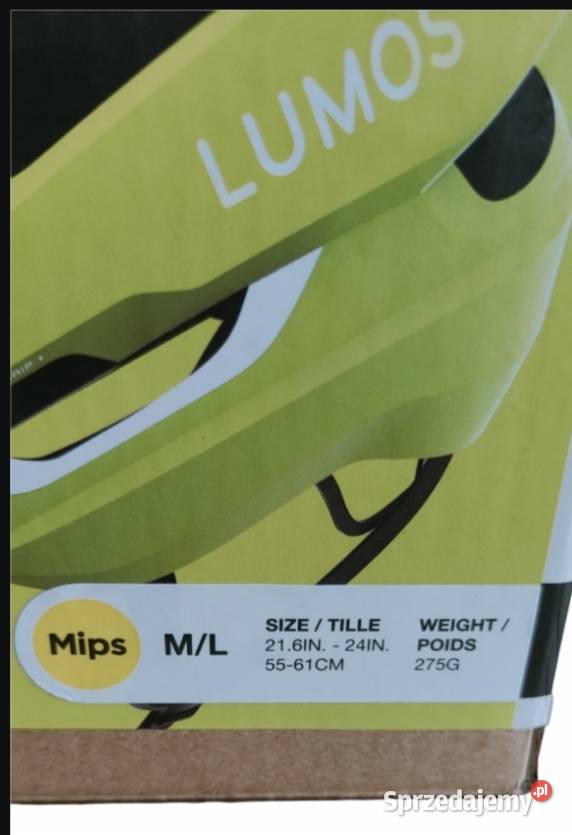 LUMOS
Mips
M/L
SIZE / TILLE
21.6IN. - 24IN.
55-61CM
WEIGHT /
POIDS
275G
Sprzedajemy.pl